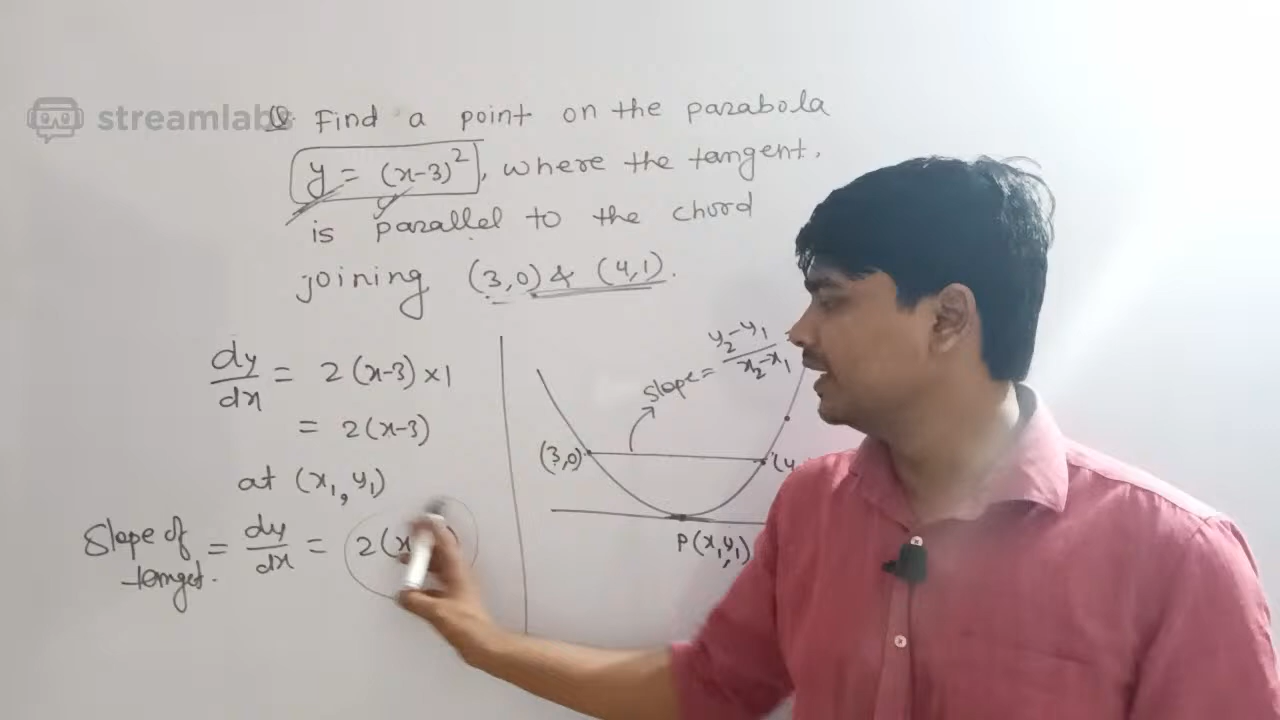 streamlabs
Q. Find a point on the parabola
y = (x-3)², where the tangent.
is parallel to the chord
joining (3,0) & (4,1).
dy/dx = 2(x-3)×1
= 2(x-3)
at (x₁, y₁)
Slope of tanget. = dy/dx = 2(x
slope = y₂-y₁/x₂-x₁
(3,0)
(4,
P(x₁, y₁)